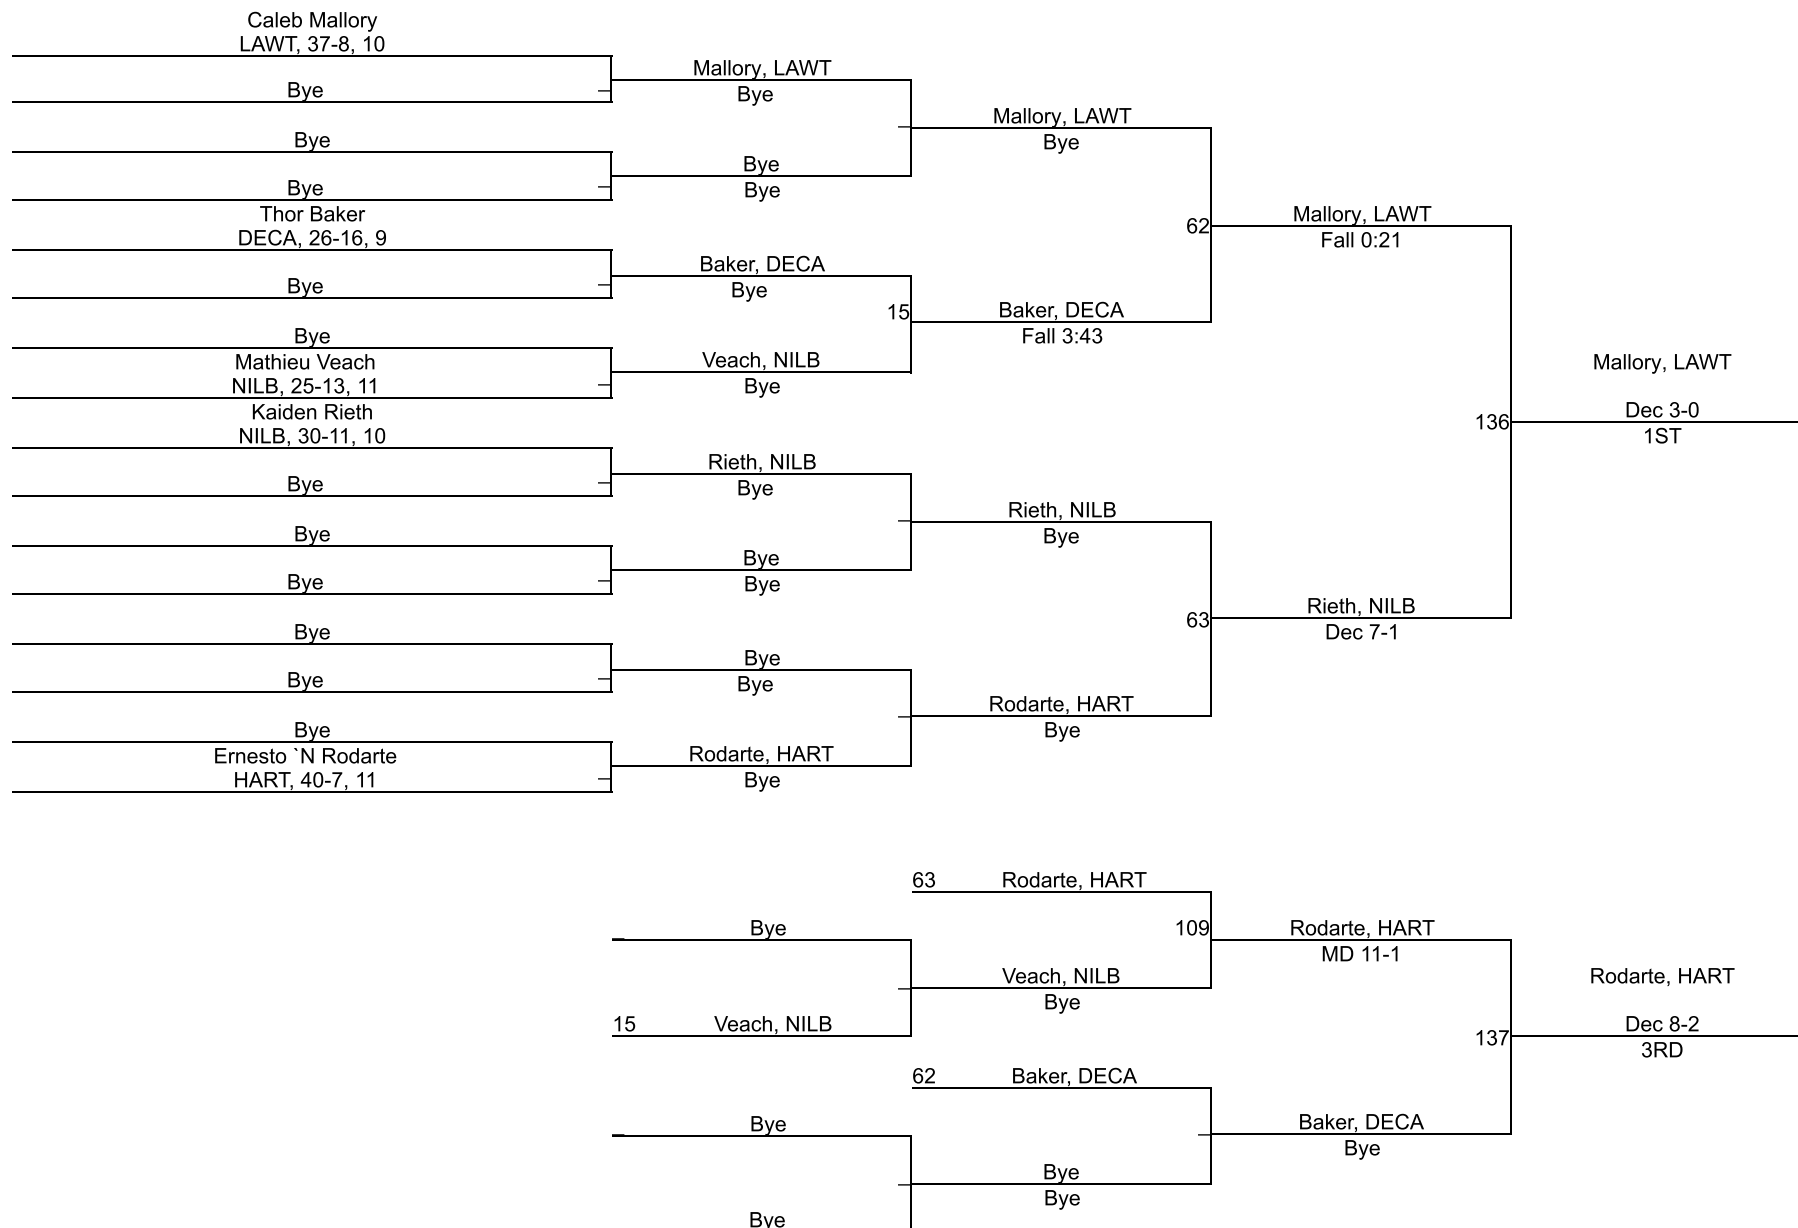 Caleb Mallory
LAWT, 37-8, 10
Bye
Bye
Bye
Thor Baker
DECA, 26-16, 9
Bye
Bye
Mathieu Veach
NILB, 25-13, 11
Kaiden Rieth
NILB, 30-11, 10
Bye
Bye
Bye
Bye
Bye
Bye
Ernesto `N Rodarte
HART, 40-7, 11
Mallory, LAWT
Bye
Bye
Bye
Baker, DECA
Bye
Veach, NILB
Bye
Rieth, NILB
Bye
Bye
Bye
Bye
Bye
Rodarte, HART
Bye
Mallory, LAWT
Bye
15
Baker, DECA
Fall 3:43
Rieth, NILB
Bye
Rodarte, HART
Bye
62
Mallory, LAWT
Fall 0:21
63
Rieth, NILB
Dec 7-1
Mallory, LAWT
136
Dec 3-0
1ST
Bye
15 Veach, NILB
Bye
Bye
63 Rodarte, HART
Veach, NILB
Bye
62 Baker, DECA
Bye
Bye
109
Rodarte, HART
MD 11-1
Baker, DECA
Bye
Rodarte, HART
137
Dec 8-2
3RD